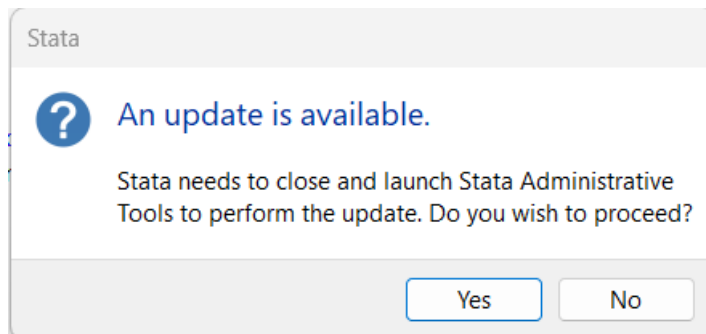 Stata
An update is available.
Stata needs to close and launch Stata Administrative
Tools to perform the update. Do you wish to proceed?
Yes No